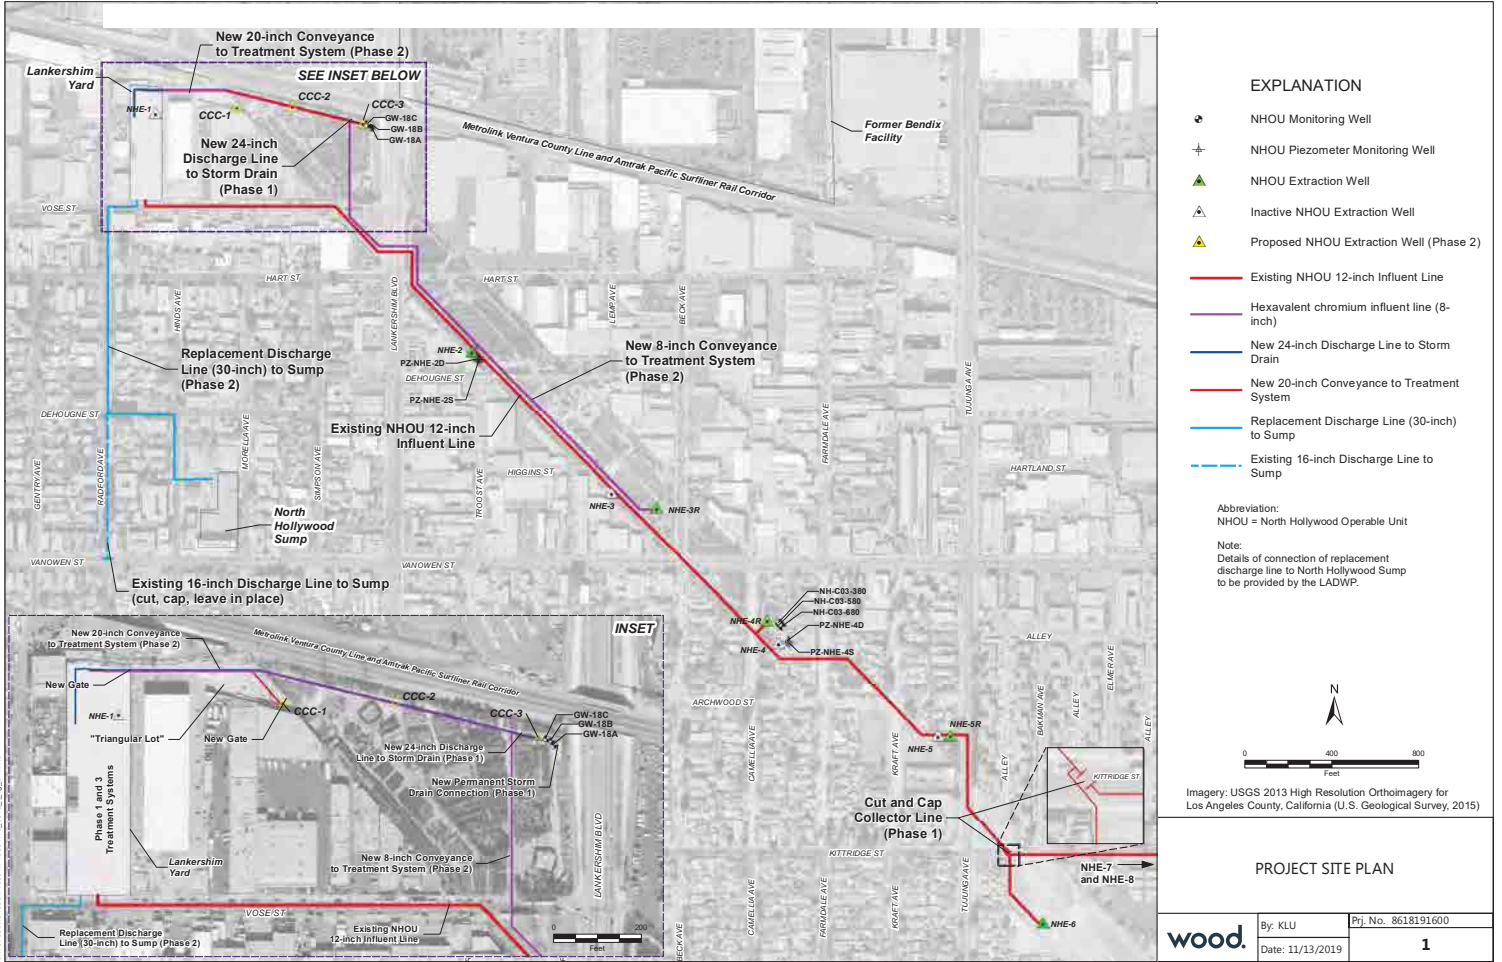 New 20-inch Conveyance
to Treatment System (Phase 2)
Lankershim
Yard
SEE INSET BELOW
NHE-1
CCC-1
CCC-2
CCC-3
GW-18C
GW-18B
GW-18A
New 24-inch
Discharge Line
to Storm Drain
(Phase 1)
Metrolink Ventura County Line and Amtrak Pacific Surfliner Rail Corridor
Former Bendix
Facility
VOSE ST
HART ST
HART ST
HINDS AVE
LANKERSHIM BLVD
LEMP AVE
BECK AVE
Replacement Discharge
Line (30-inch) to Sump
(Phase 2)
NHE-2
PZ-NHE-2D
DEHOUGNE ST
PZ-NHE-2S
New 8-inch Conveyance
to Treatment System
(Phase 2)
TUJUNGA AVE
DEHOUGNE ST
Existing NHOU 12-inch
Influent Line
GENTRY AVE
RADFORD AVE
MORELLA AVE
SIMPSON AVE
TROOST AVE
HIGGINS ST
FARMDALE AVE
HARTLAND ST
NHE-3
NHE-3R
North
Hollywood
Sump
VANOWEN ST
VANOWEN ST
Existing 16-inch Discharge Line to Sump
(cut, cap, leave in place)
NH-C03-380
NH-C03-580
NH-C03-680
NHE-4R
PZ-NHE-4D
NHE-4
PZ-NHE-4S
ALLEY
ELMER AVE
ARCHWOOD ST
BAKMAN AVE
ALLEY
ALLEY
NHE-5R
NHE-5
CAMELLIA AVE
KRAFT AVE
ALLEY
KITTRIDGE ST
Cut and Cap
Collector Line
(Phase 1)
KITTRIDGE ST
NHE-7
and NHE-8
BECK AVE
CAMELLIA AVE
FARMDALE AVE
KRAFT AVE
TUJUNGA AVE
NHE-6
INSET
New 20-inch Conveyance
to Treatment System (Phase 2)
Metrolink Ventura County Line and Amtrak Pacific Surfliner Rail Corridor
New Gate
NHE-1
"Triangular Lot"
New Gate
CCC-1
CCC-2
CCC-3
GW-18C
GW-18B
GW-18A
New 24-inch Discharge
Line to Storm Drain (Phase 1)
New Permanent Storm
Drain Connection (Phase 1)
Phase 1 and 3
Treatment Systems
Lankershim
Yard
New 8-inch Conveyance
to Treatment System (Phase 2)
LANKERSHIM BLVD
VOSE ST
Replacement Discharge
Line (30-inch) to Sump (Phase 2)
Existing NHOU
12-inch Influent Line
0 200
Feet
EXPLANATION
NHOU Monitoring Well
NHOU Piezometer Monitoring Well
NHOU Extraction Well
Inactive NHOU Extraction Well
Proposed NHOU Extraction Well (Phase 2)
Existing NHOU 12-inch Influent Line
Hexavalent chromium influent line (8-
inch)
New 24-inch Discharge Line to Storm
Drain
New 20-inch Conveyance to Treatment
System
Replacement Discharge Line (30-inch)
to Sump
Existing 16-inch Discharge Line to
Sump
Abbreviation:
NHOU = North Hollywood Operable Unit
Note:
Details of connection of replacement
discharge line to North Hollywood Sump
to be provided by the LADWP.
N
0 400 800
Feet
Imagery: USGS 2013 High Resolution Orthoimagery for
Los Angeles County, California (U.S. Geological Survey, 2015)
PROJECT SITE PLAN
wood.
By: KLU
Date: 11/13/2019
Prj. No. 8618191600
1